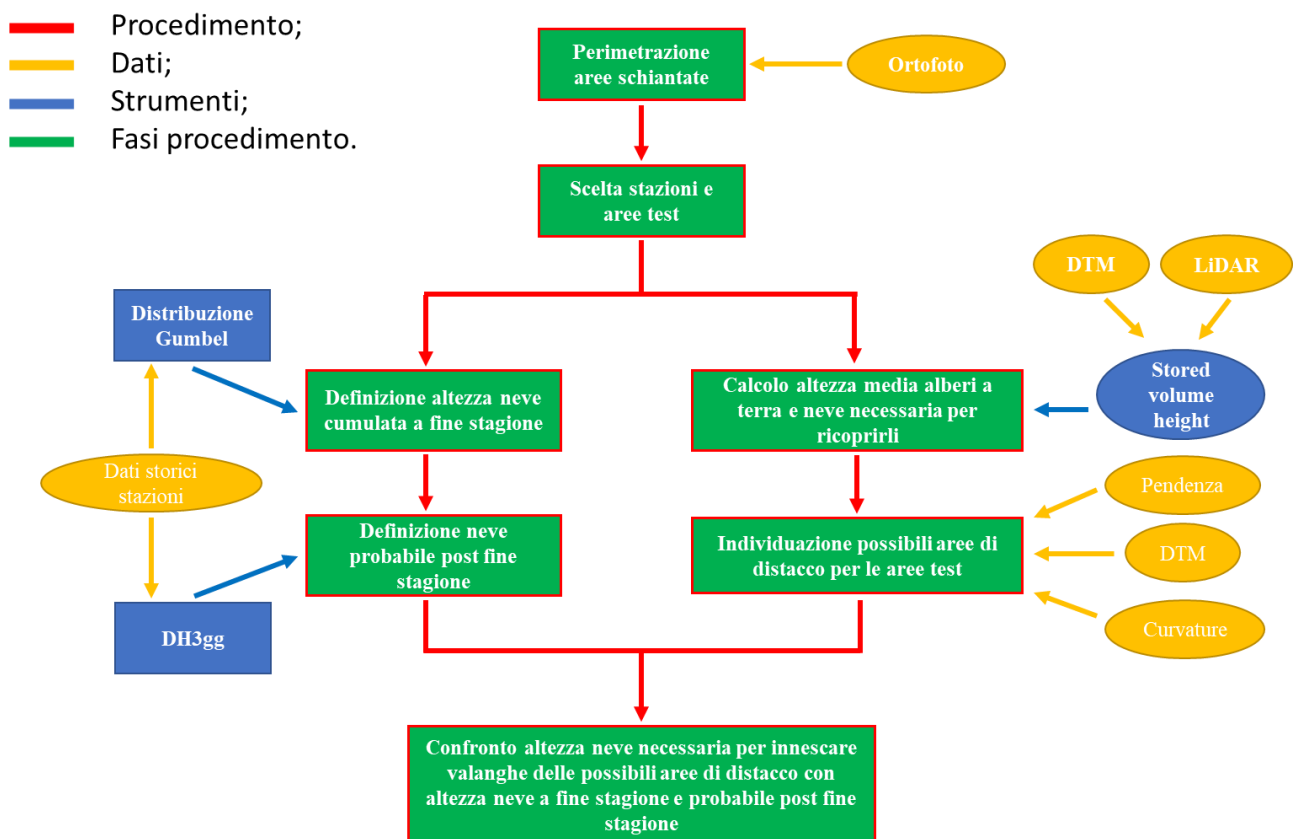 Procedimento;
Dati;
Strumenti;
Fasi procedimento.
Perimetrazione
aree schiantate
Ortofoto
Scelta stazioni e
aree test
DTM
LiDAR
Distribuzione
Gumbel
Stored
volume
height
Definizione altezza neve
cumulata a fine stagione
Calcolo altezza media alberi a
terra e neve necessaria per
ricoprirli
Dati storici
stazioni
Pendenza
Definizione neve
probabile post fine
stagione
Individuazione possibili aree di
distacco per le aree test
DTM
DH3gg
Curvature
Confronto altezza neve necessaria per innescare
valanghe delle possibili aree di distacco con
altezza neve a fine stagione e probabile post fine
stagione